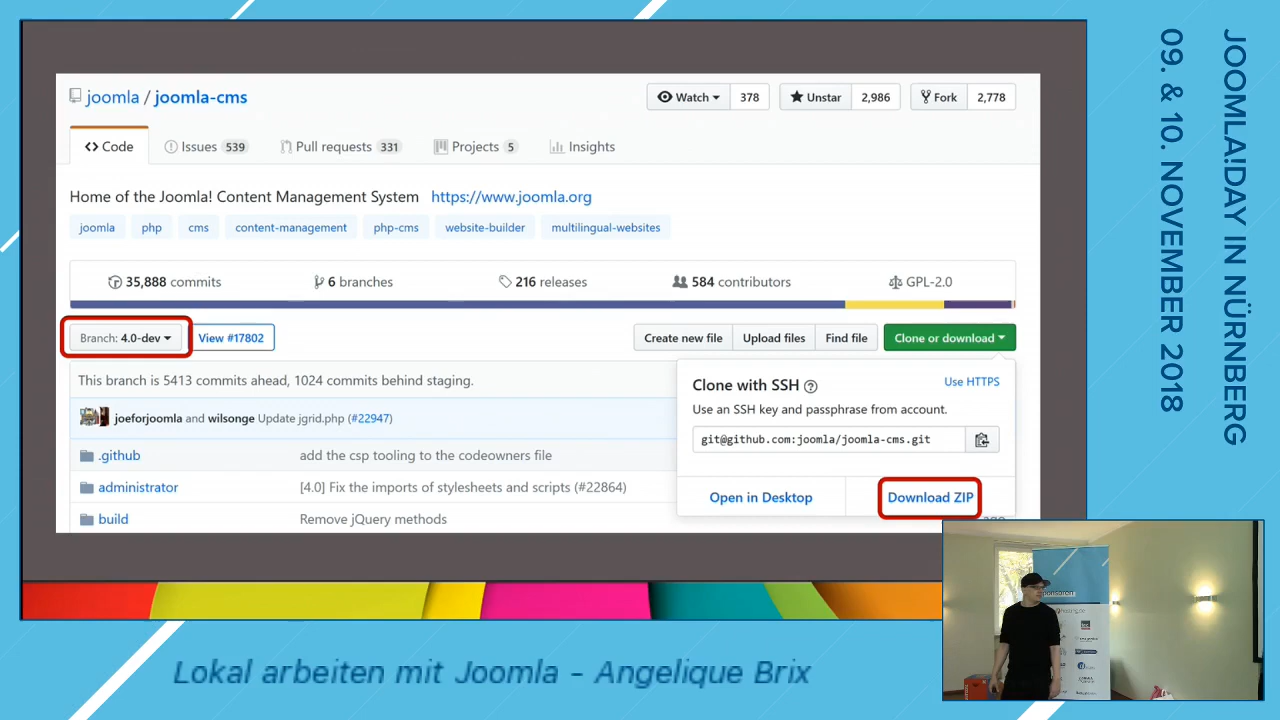 joomla / joomla-cms
Watch 378
Unstar 2,986
Fork 2,778
Code
Issues 539
Pull requests 331
Projects 5
Insights
Home of the Joomla! Content Management System https://www.joomla.org
joomla php cms content-management php-cms website-builder multilingual-websites
35,888 commits
6 branches
216 releases
584 contributors
GPL-2.0
Branch: 4.0-dev
View #17802
Create new file
Upload files
Find file
Clone or download
This branch is 5413 commits ahead, 1024 commits behind staging.
joeforjoomla and wilsonge Update jgrid.php (#22947)
.github add the csp tooling to the codeowners file
administrator [4.0] Fix the imports of stylesheets and scripts (#22864)
build Remove jQuery methods
Clone with SSH ?
Use HTTPS
Use an SSH key and passphrase from account.
git@github.com:joomla/joomla-cms.git
Open in Desktop
Download ZIP
JOOMLA!DAY IN NÜRNBERG
09. & 10. NOVEMBER 2018
Lokal arbeiten mit Joomla - Angelique Brix